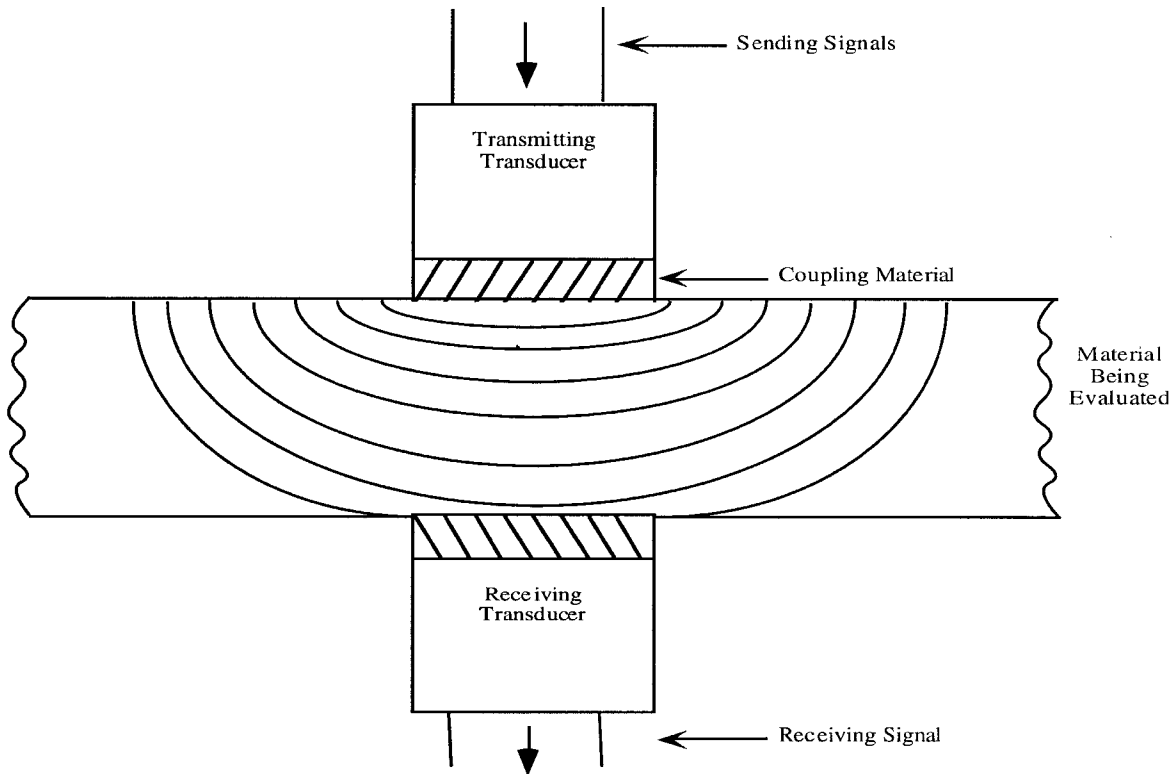 Sending Signals
Transmitting
Transducer
Coupling Material
Material
Being
Evaluated
Receiving
Transducer
Receiving Signal